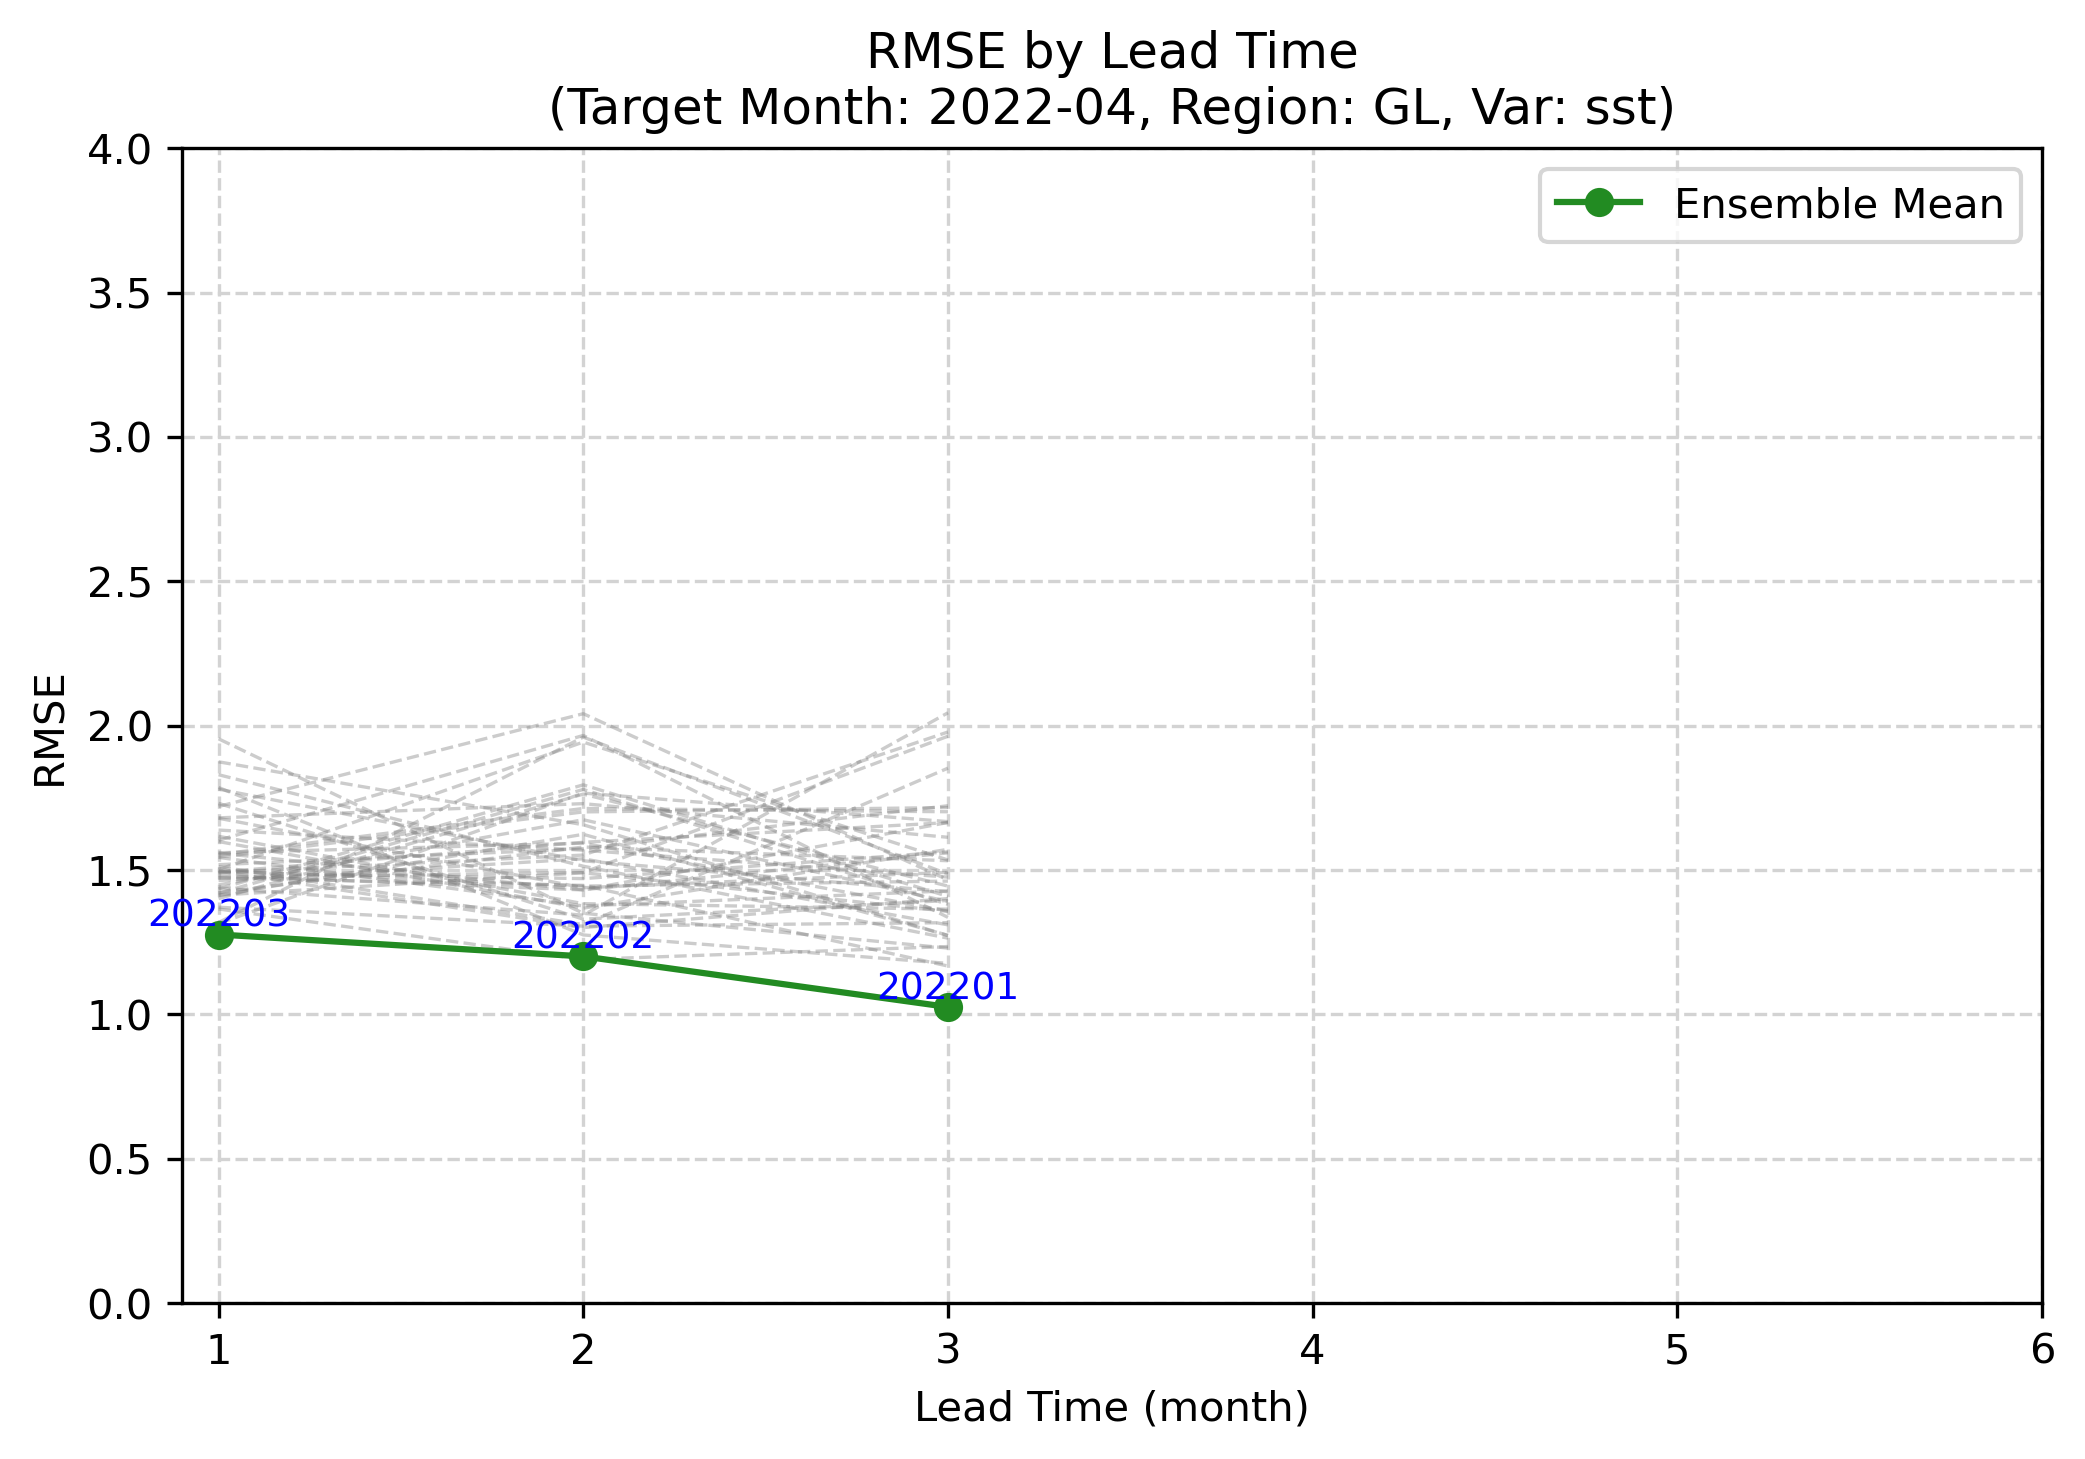 RMSE by Lead Time
(Target Month: 2022-04, Region: GL, Var: sst)
4.0
3.5
3.0
2.5
2.0
1.5
1.0
0.5
0.0
RMSE
Ensemble Mean
202203
202202
202201
1 2 3 4 5 6
Lead Time (month)